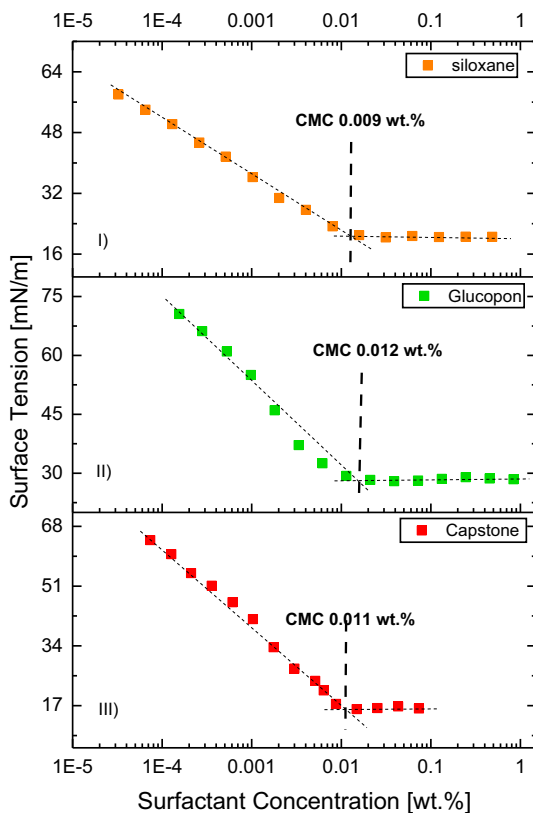 1E-5 1E-4 0.001 0.01 0.1 1
siloxane
64
48
32
16
CMC 0.009 wt.%
I)
Glucopon
75
60
45
30
CMC 0.012 wt.%
II)
Surface Tension [mN/m]
Capstone
68
51
34
17
CMC 0.011 wt.%
III)
1E-5 1E-4 0.001 0.01 0.1 1
Surfactant Concentration [wt.%]